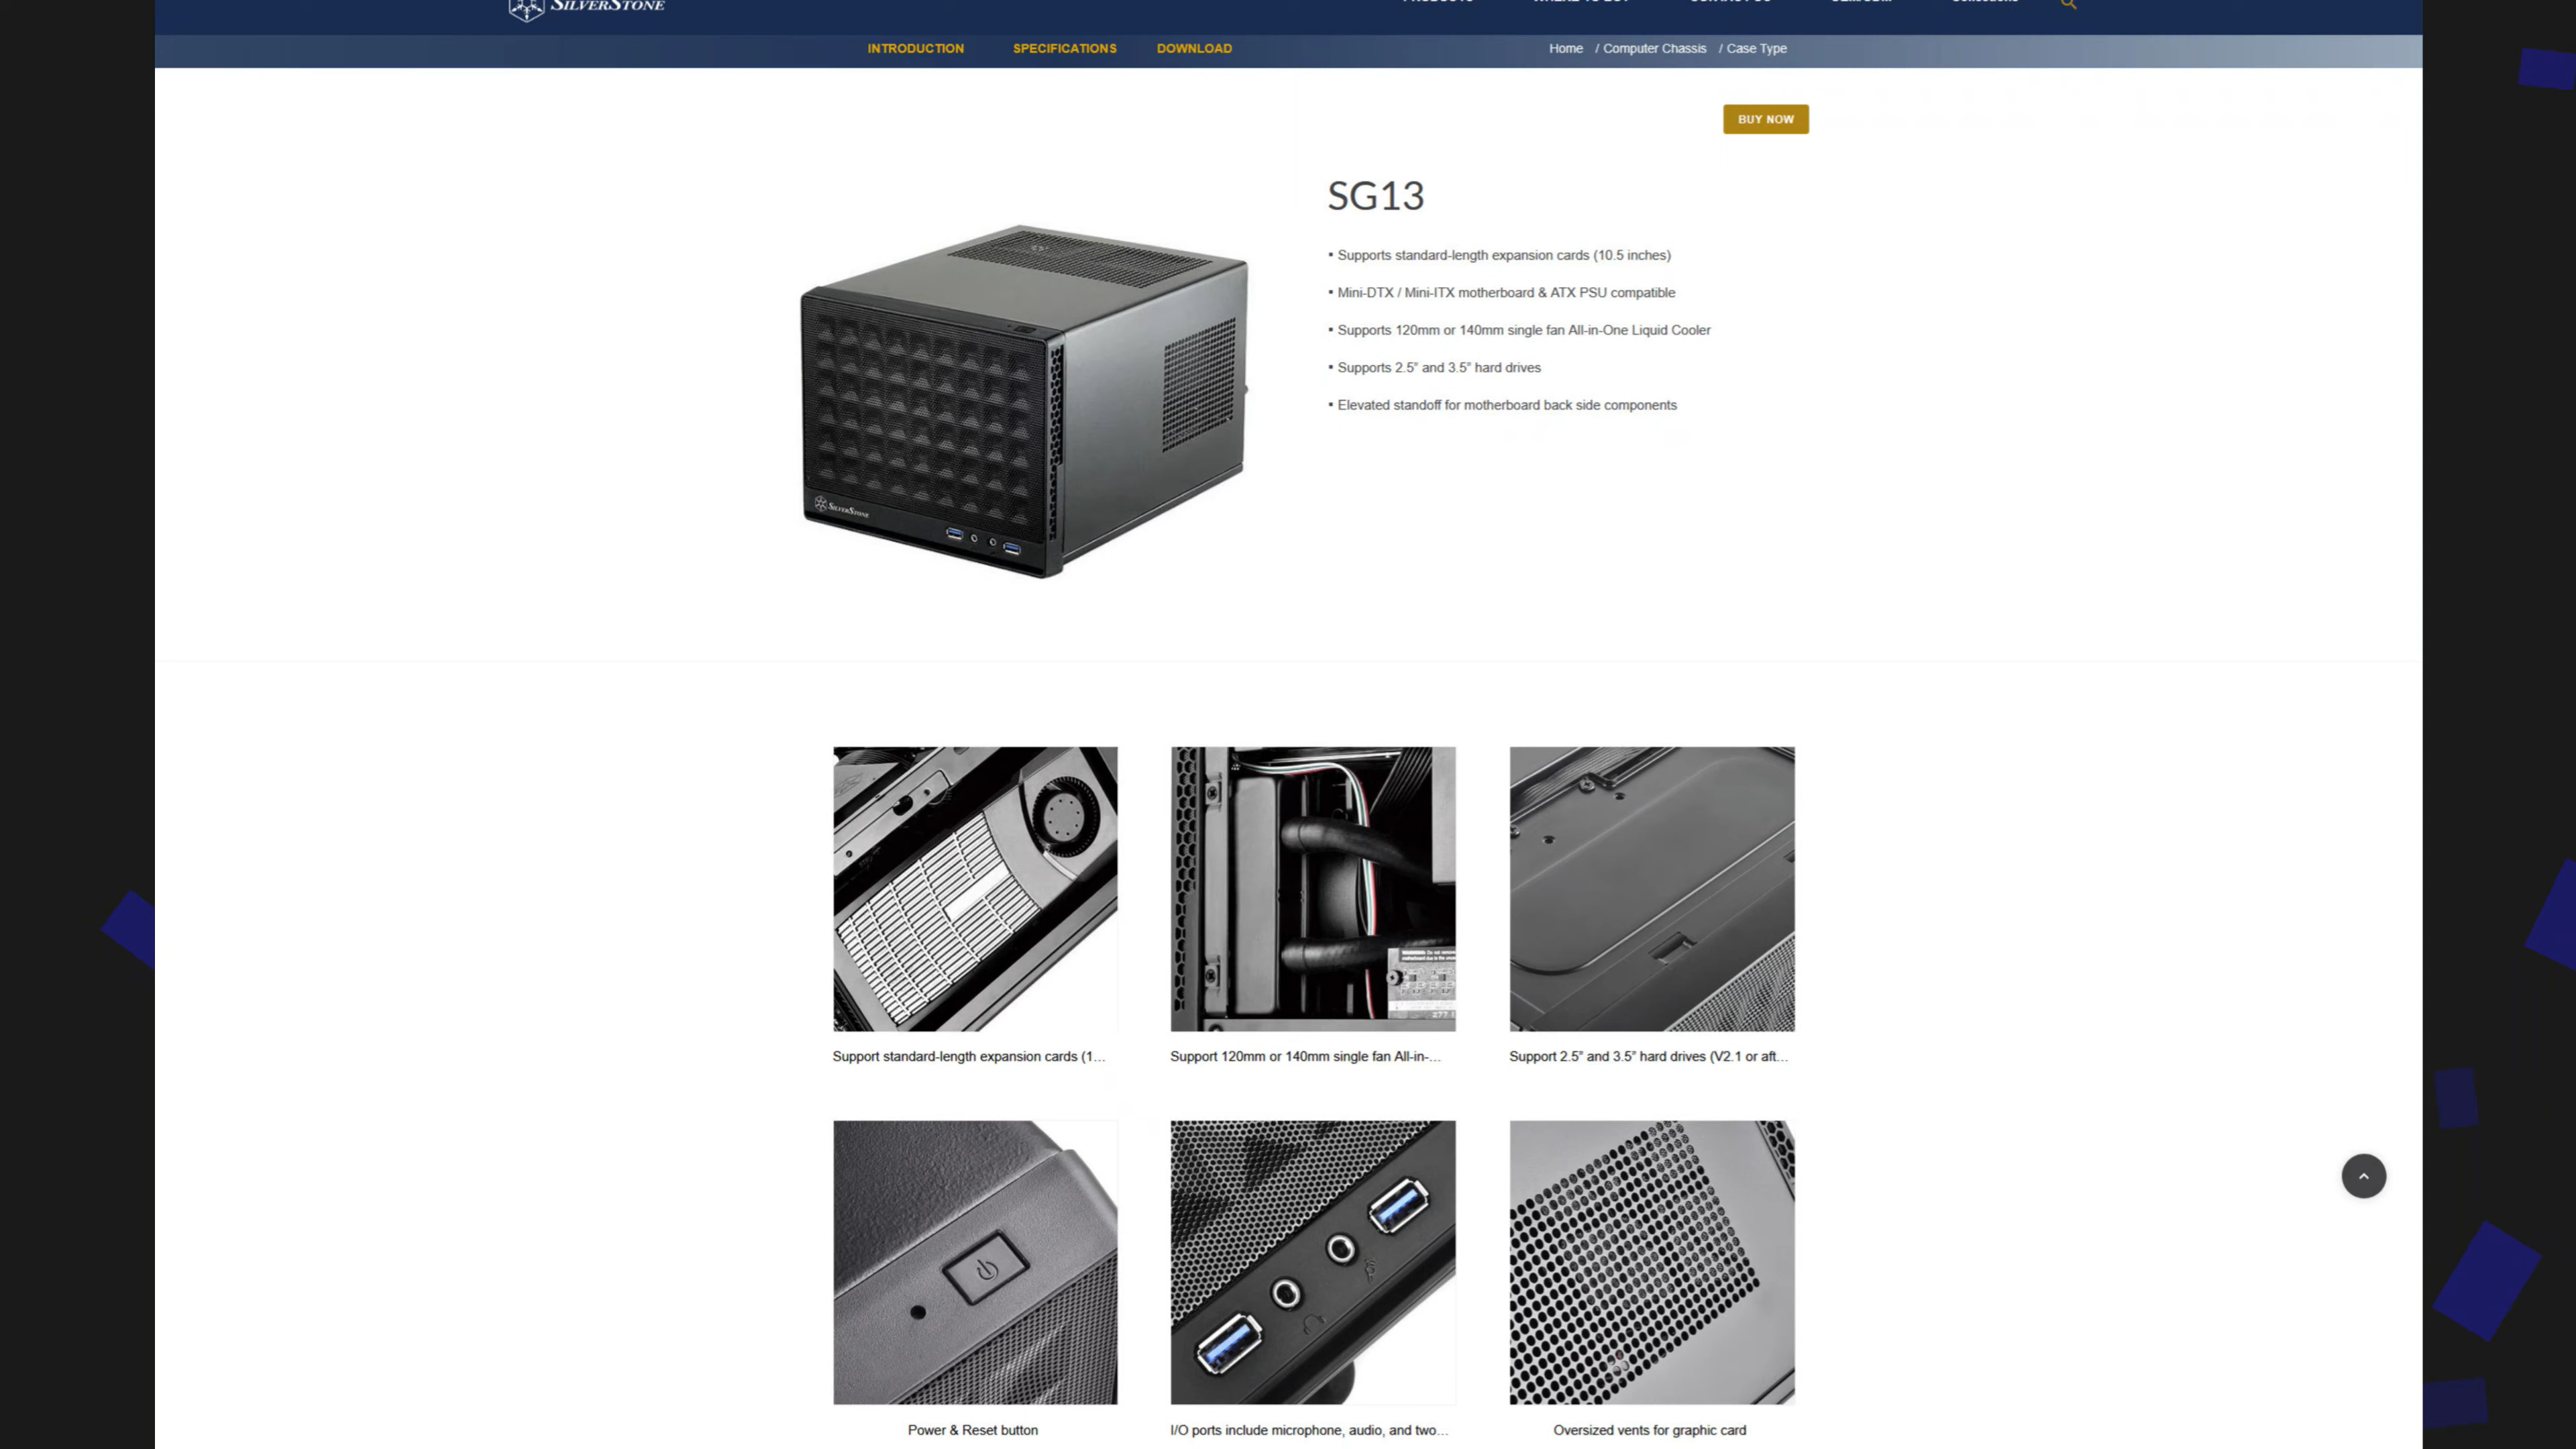 SILVERSTONE
INTRODUCTION
SPECIFICATIONS
DOWNLOAD
Home / Computer Chassis / Case Type
BUY NOW
SG13
▪ Supports standard-length expansion cards (10.5 inches)
▪ Mini-DTX / Mini-ITX motherboard & ATX PSU compatible
▪ Supports 120mm or 140mm single fan All-in-One Liquid Cooler
▪ Supports 2.5” and 3.5” hard drives
▪ Elevated standoff for motherboard back side components
SILVERSTONE
Support standard-length expansion cards (1...
Support 120mm or 140mm single fan All-in-...
Support 2.5” and 3.5” hard drives (V2.1 or aft...
Power & Reset button
I/O ports include microphone, audio, and two...
Oversized vents for graphic card